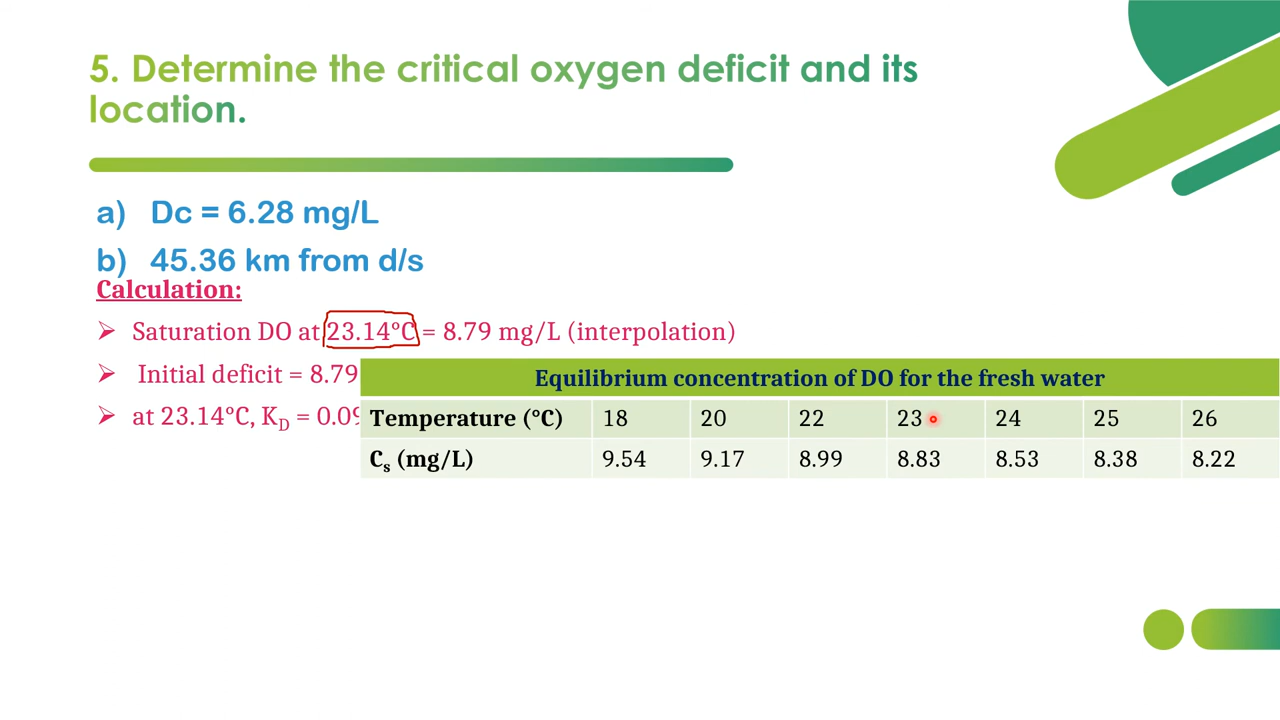 5. Determine the critical oxygen deficit and its
location.
a) Dc = 6.28 mg/L
b) 45.36 km from d/s
Calculation:
➢ Saturation DO at 23.14°C = 8.79 mg/L (interpolation)
➢ Initial deficit = 8.79
➢ at 23.14°C, K_D = 0.09
Equilibrium concentration of DO for the fresh water
Temperature (°C) 18 20 22 23 24 25 26
C_s (mg/L) 9.54 9.17 8.99 8.83 8.53 8.38 8.22